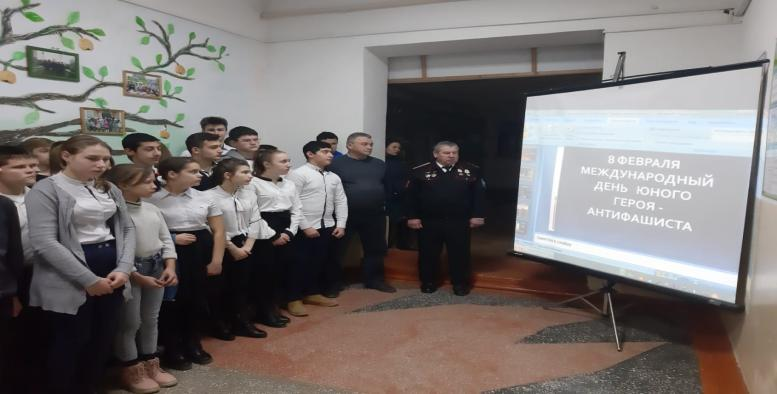 8 ФЕВРАЛЯ
МЕЖДУНАРОДНЫЙ
ДЕНЬ ЮНОГО
ГЕРОЯ -
АНТИФАШИСТА